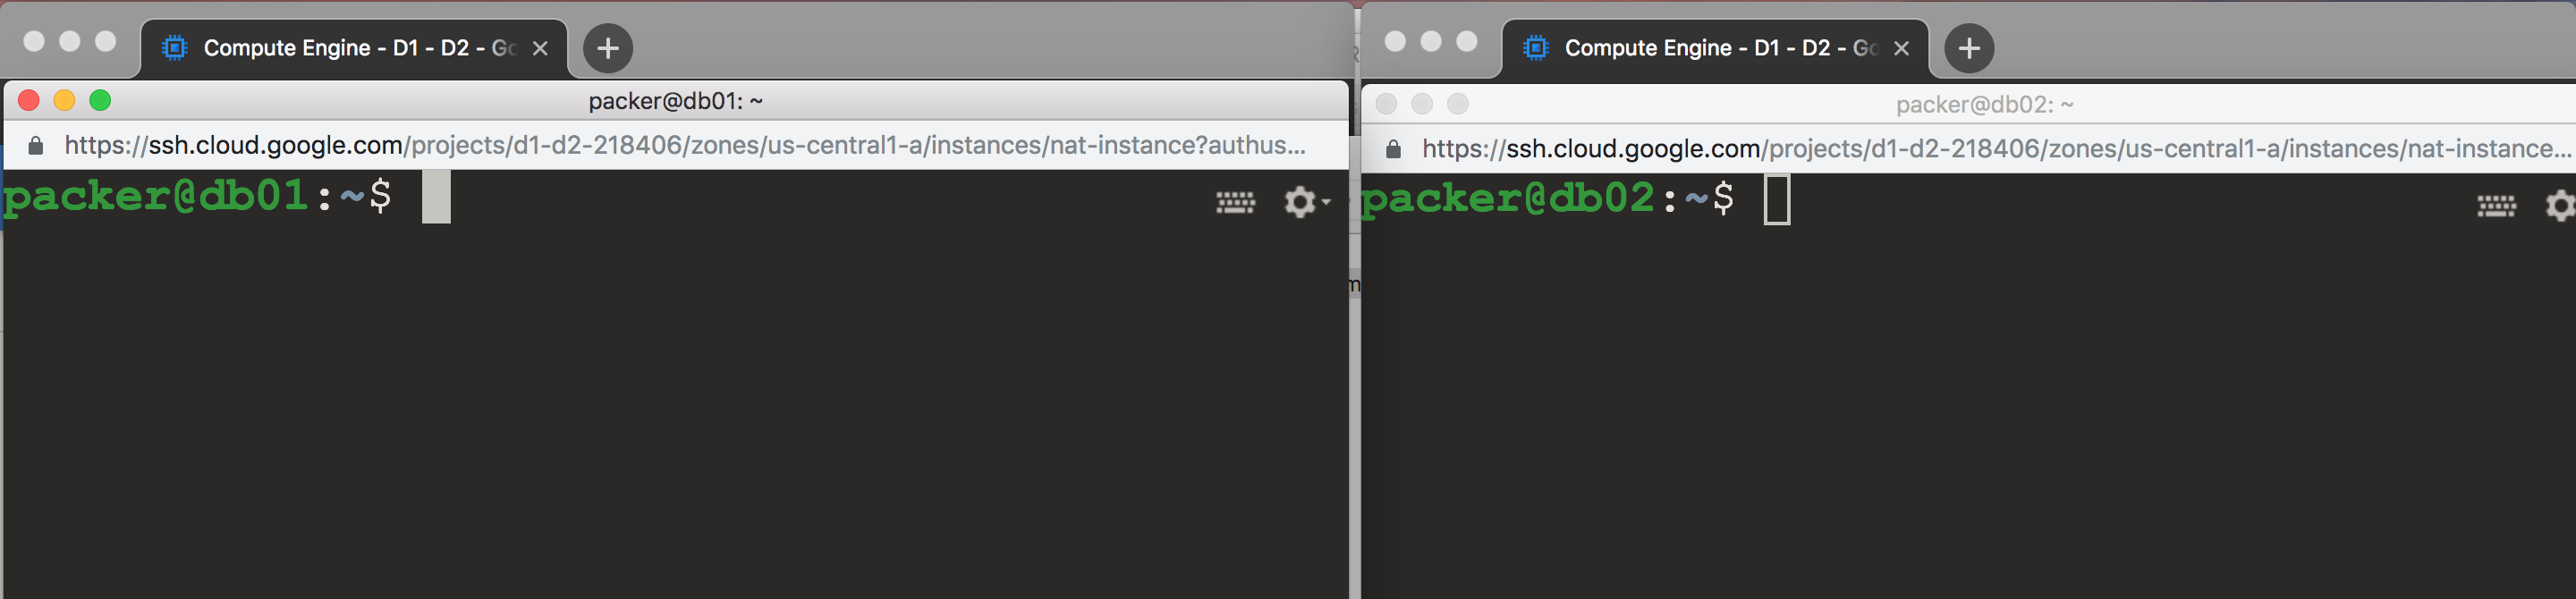 Compute Engine - D1 - D2 - Go
packer@db01: ~
https://ssh.cloud.google.com/projects/d1-d2-218406/zones/us-central1-a/instances/nat-instance?authus...
packer@db01:~$
Compute Engine - D1 - D2 - Go
packer@db02: ~
https://ssh.cloud.google.com/projects/d1-d2-218406/zones/us-central1-a/instances/nat-instance...
packer@db02:~$